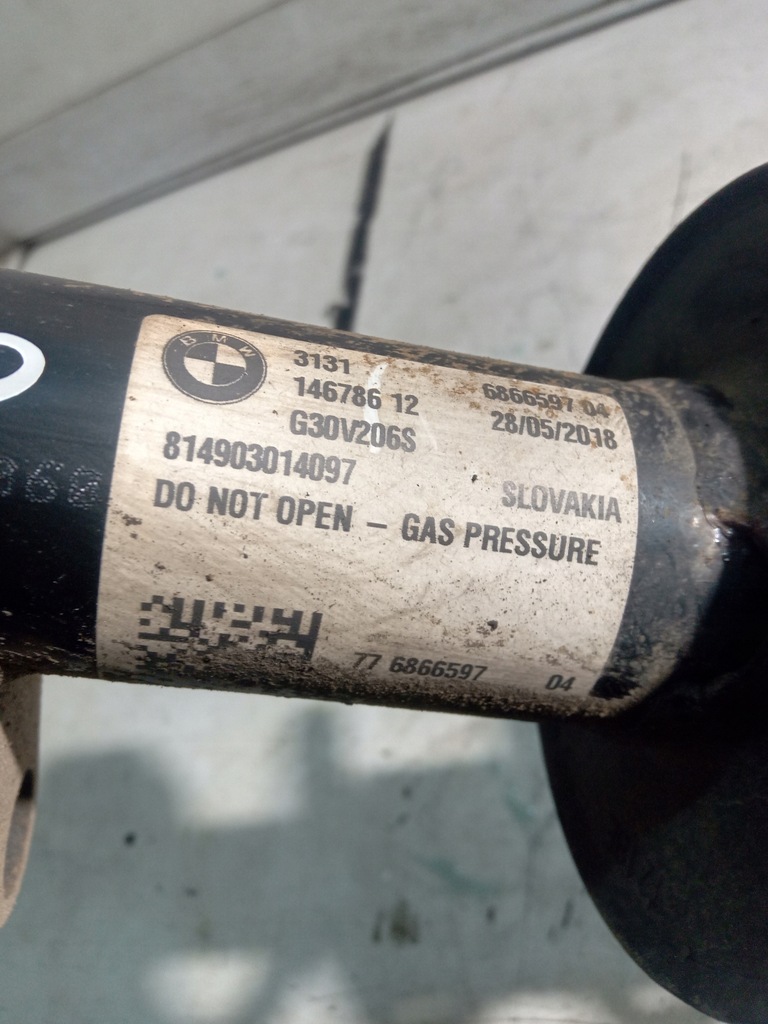 BMW
3131
146786 12
6866597 04
G30V206S
28/05/2018
814903014097
SLOVAKIA
DO NOT OPEN – GAS PRESSURE
77 6866597 04